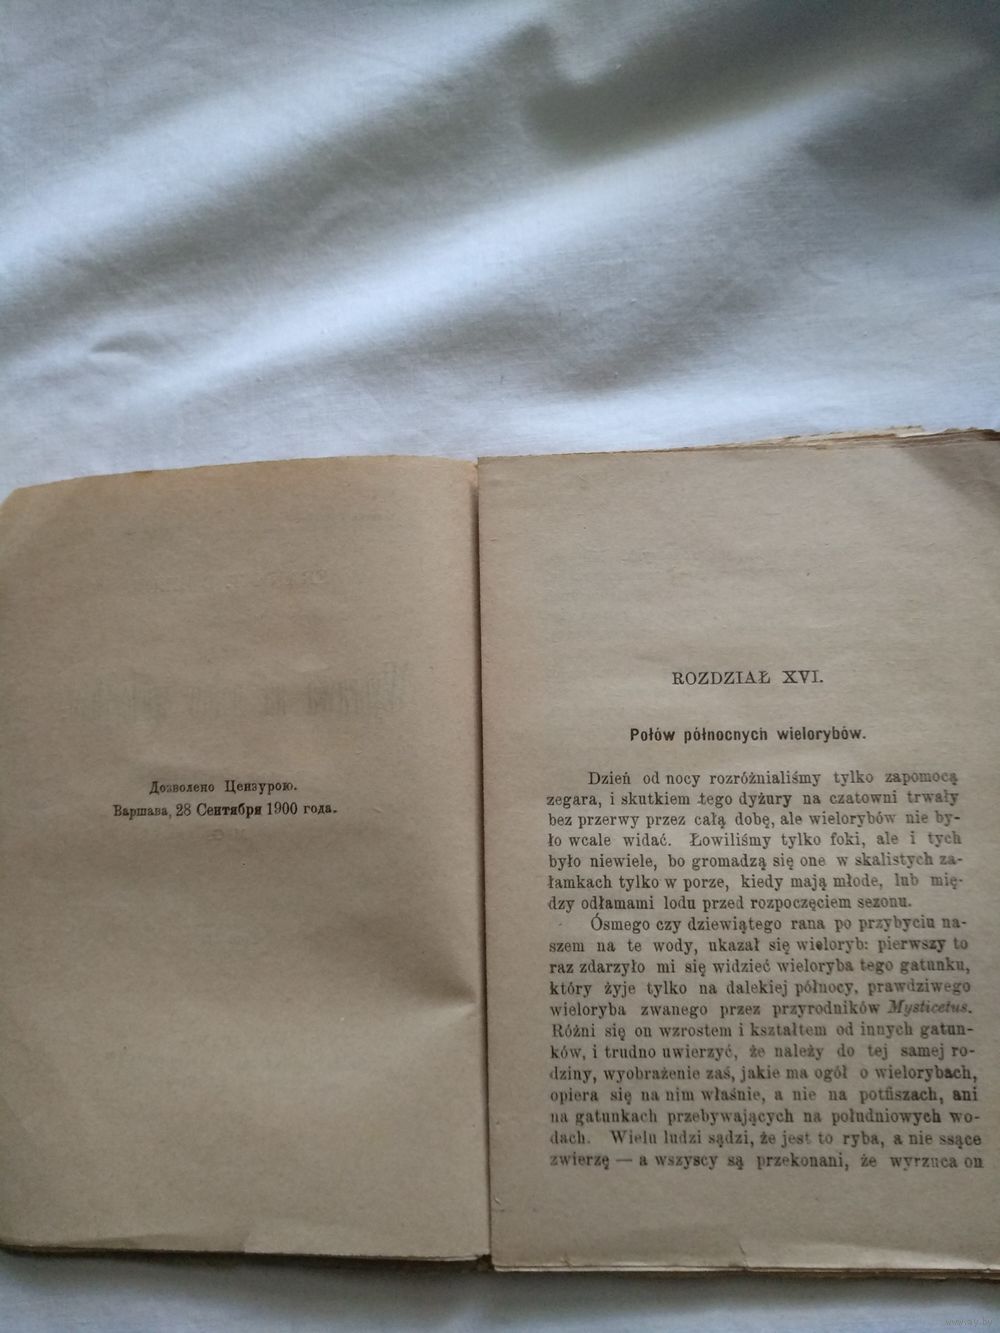 Дозволено Цензурою.
Варшава, 28 Сентября 1900 года.
ROZDZIAŁ XVI.
Połów północnych wielorybów.
Dzień od nocy rozróżnialiśmy tylko zapomocą
zegara, i skutkiem tego dyżury na czatowni trwały
bez przerwy przez całą dobę, ale wielorybów nie by-
ło wcale widać. Łowiliśmy tylko foki, ale i tych
było niewiele, bo gromadzą się one w skalistych za-
łamkach tylko w porze, kiedy mają młode, lub mię-
dzy odłamami lodu przed rozpoczęciem sezonu.
Ósmego czy dziewiątego rana po przybyciu na-
szem na te wody, ukazał się wieloryb: pierwszy to
raz zdarzyło mi się widzieć wieloryba tego gatunku,
który żyje tylko na dalekiej północy, prawdziwego
wieloryba zwanego przez przyrodników Mysticetus.
Różni się on wzrostem i kształtem od innych gatun-
ków, i trudno uwierzyć, że należy do tej samej ro-
dziny, wyobrażenie zaś, jakie ma ogół o wielorybach,
opiera się na nim właśnie, a nie na potfiszach, ani
na gatunkach przebywających na południowych wo-
dach. Wielu ludzi sądzi, że jest to ryba, a nie ssące
zwierzę — a wszyscy są przekonani, że wyrzuca on
www.ay.by